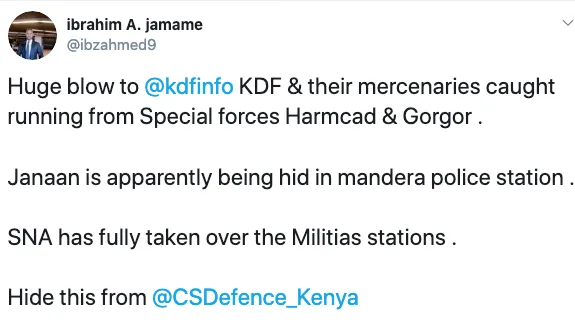 ibrahim A. jamame
@ibzahmed9
Huge blow to @kdfinfo KDF & their mercenaries caught
running from Special forces Harmcad & Gorgor .
Janaan is apparently being hid in mandera police station .
SNA has fully taken over the Militias stations .
Hide this from @CSDefence_Kenya